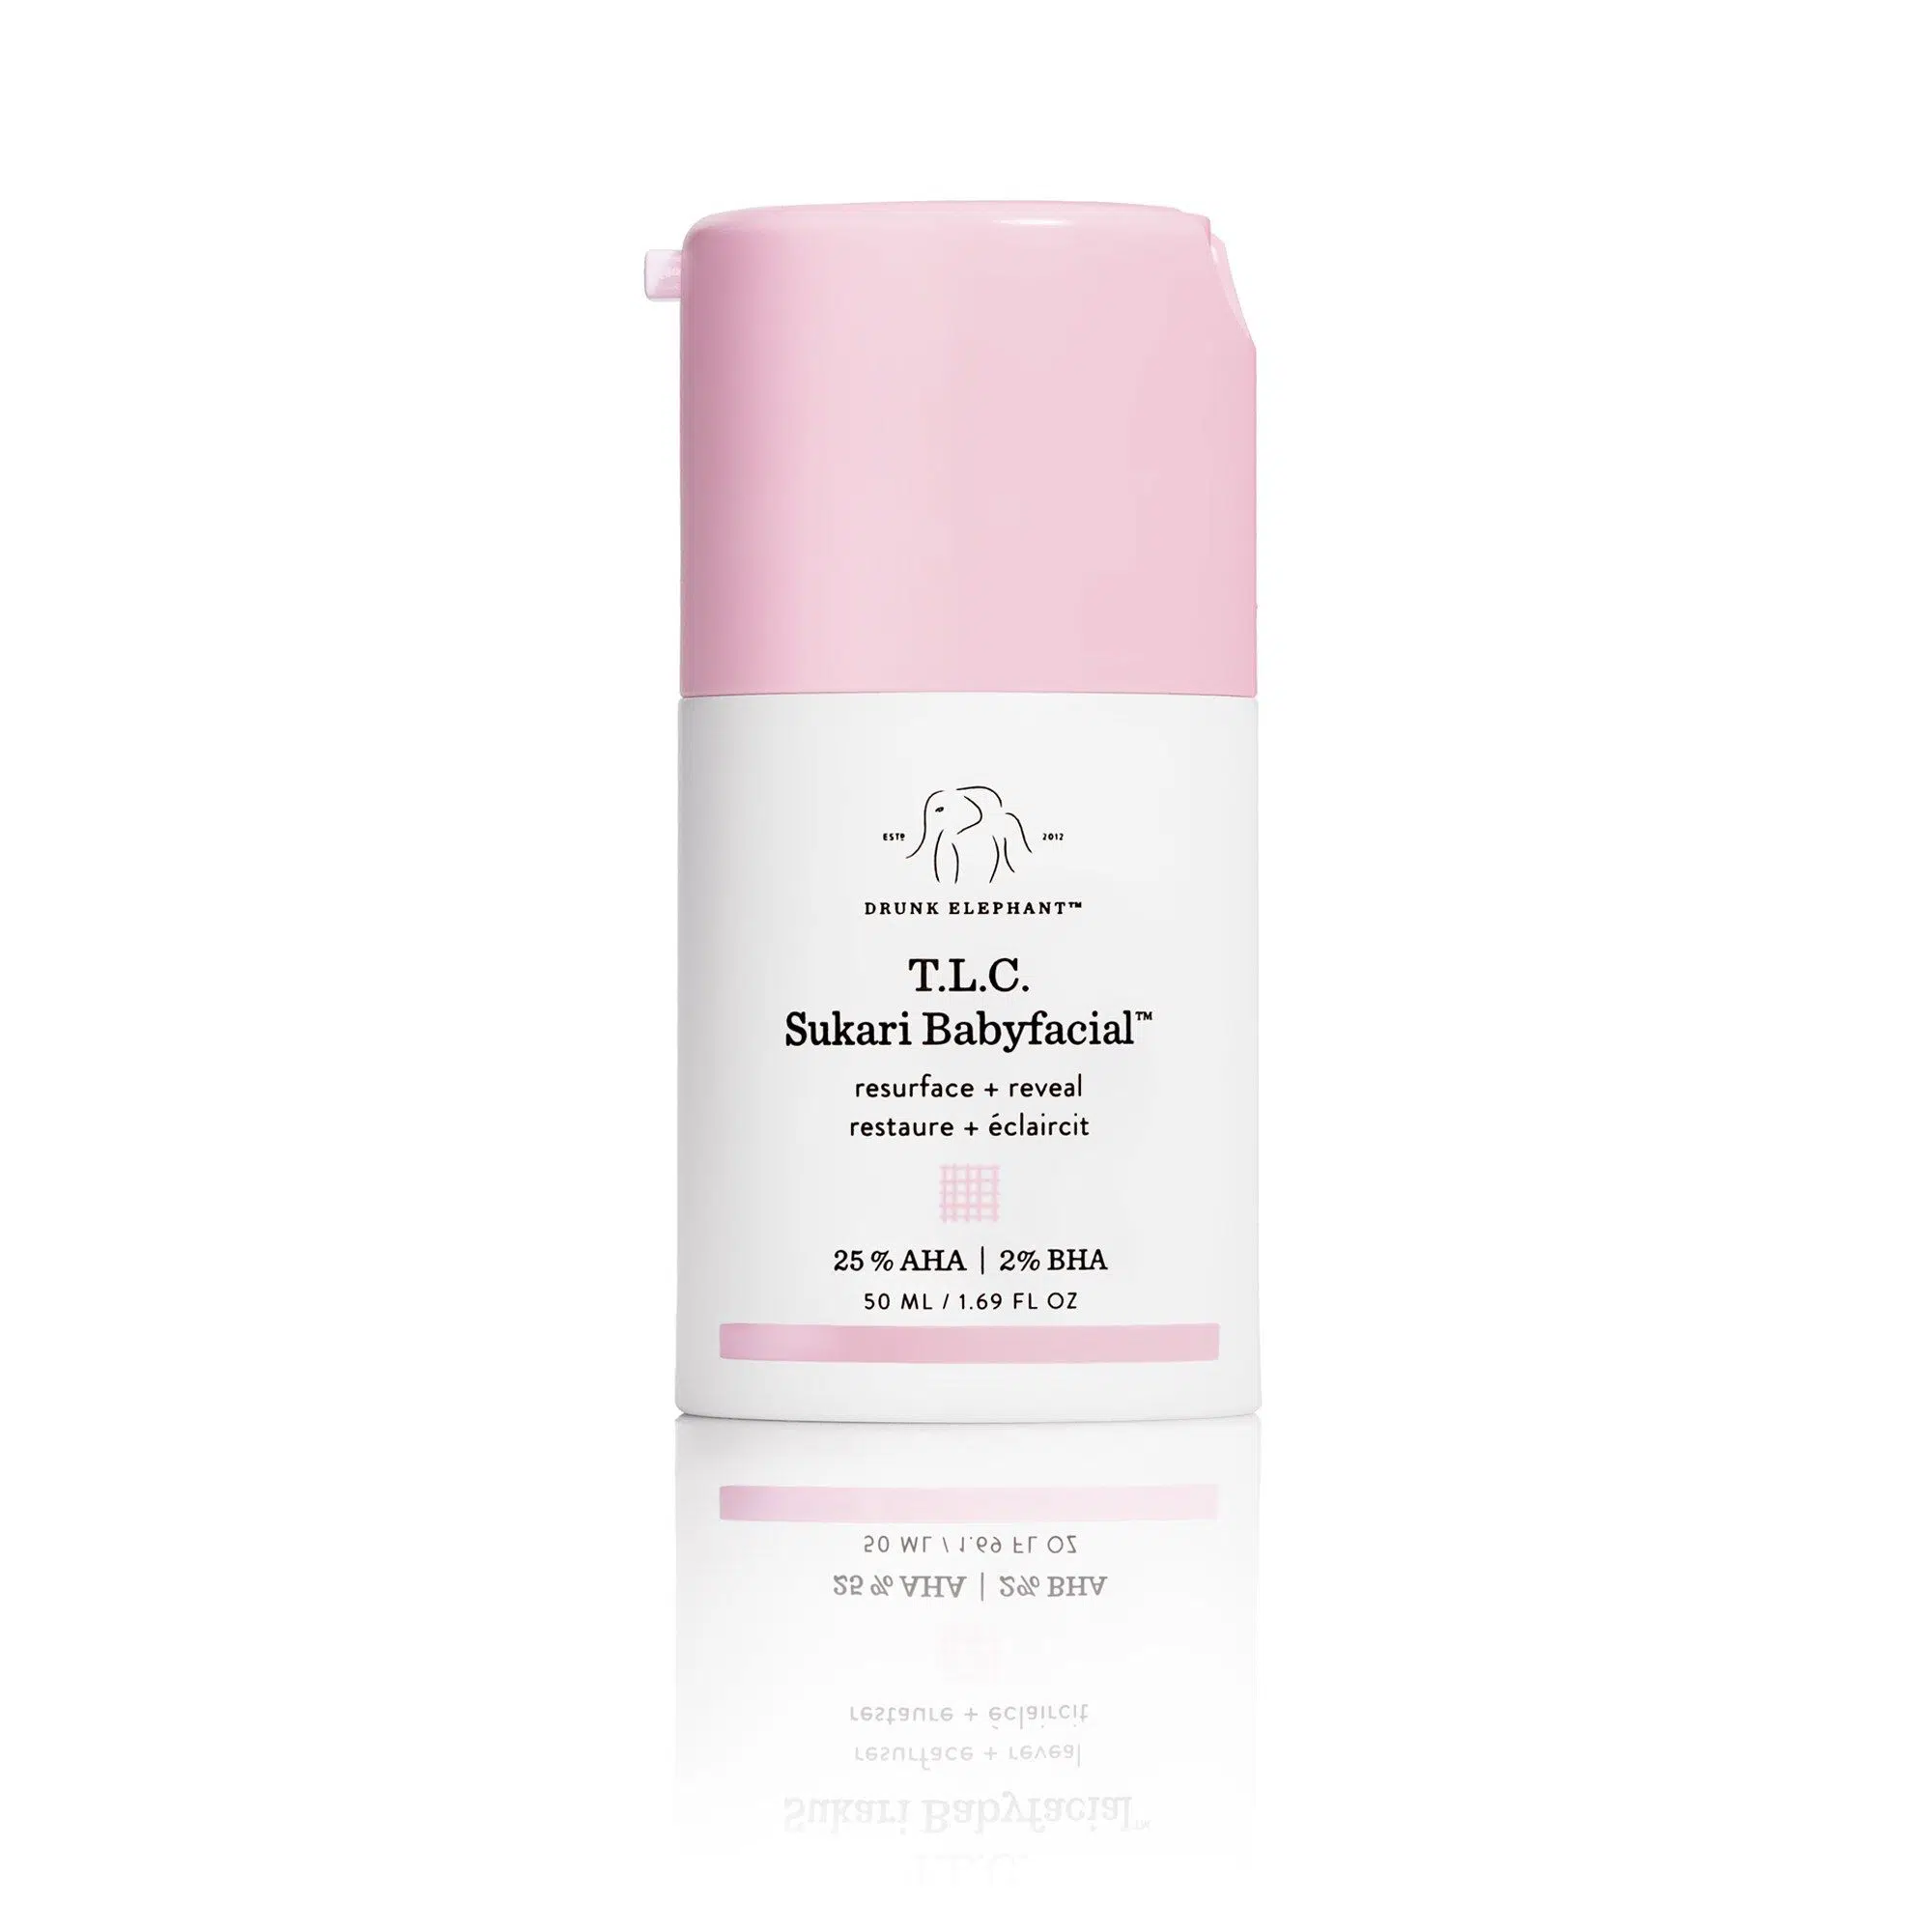 ESTD 2012
DRUNK ELEPHANT™
T.L.C.
Sukari Babyfacial™
resurface + reveal
restaure + éclaircit
25% AHA | 2% BHA
50 ML / 1.69 FL OZ